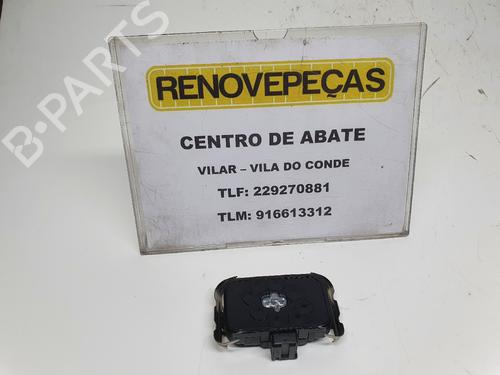 B-PARTS
RENOVEPEÇAS
CENTRO DE ABATE
VILAR – VILA DO CONDE
TLF: 229270881
TLM: 916613312